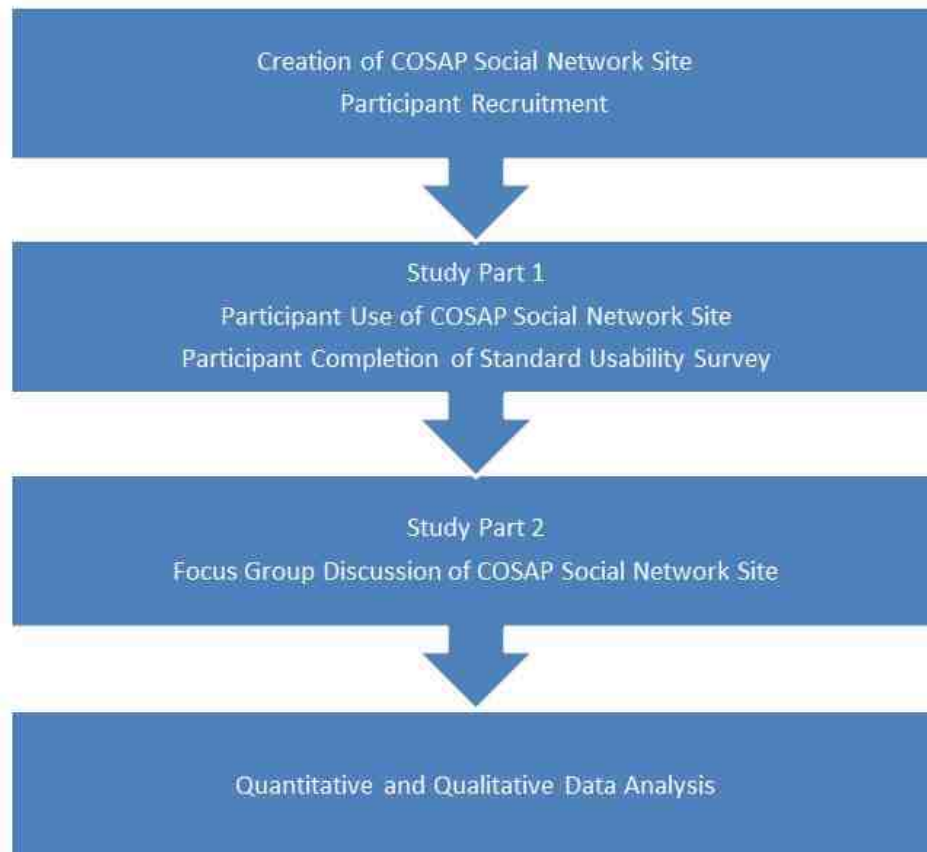 Creation of COSAP Social Network Site
Participant Recruitment
Study Part 1
Participant Use of COSAP Social Network Site
Participant Completion of Standard Usability Survey
Study Part 2
Focus Group Discussion of COSAP Social Network Site
Quantitative and Qualitative Data Analysis